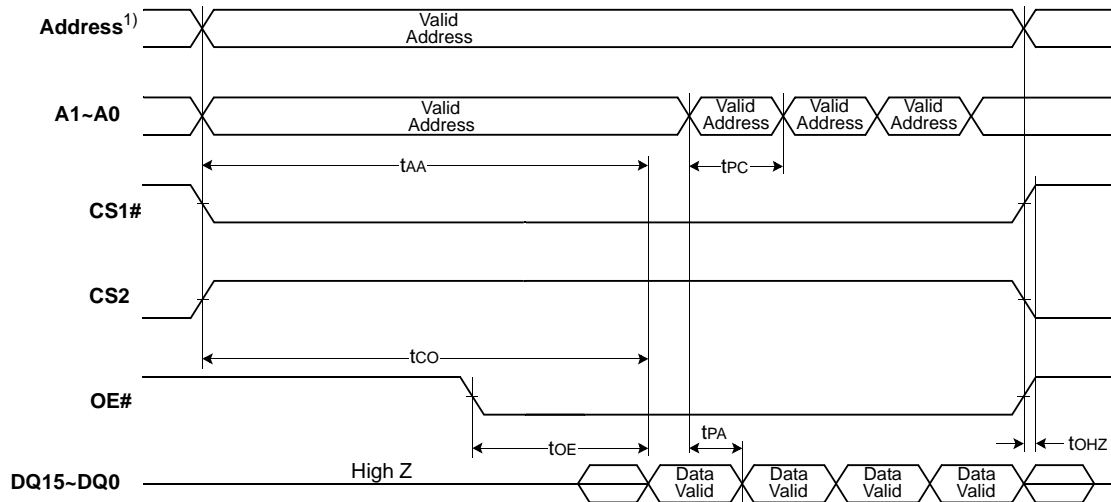 Address1)
Valid
Address
A1~A0
Valid
Address
Valid
Address
Valid
Address
Valid
Address
tAA
tPC
CS1#
CS2
tCO
OE#
tOE
tPA
tOHZ
DQ15~DQ0
High Z
Data
Valid
Data
Valid
Data
Valid
Data
Valid